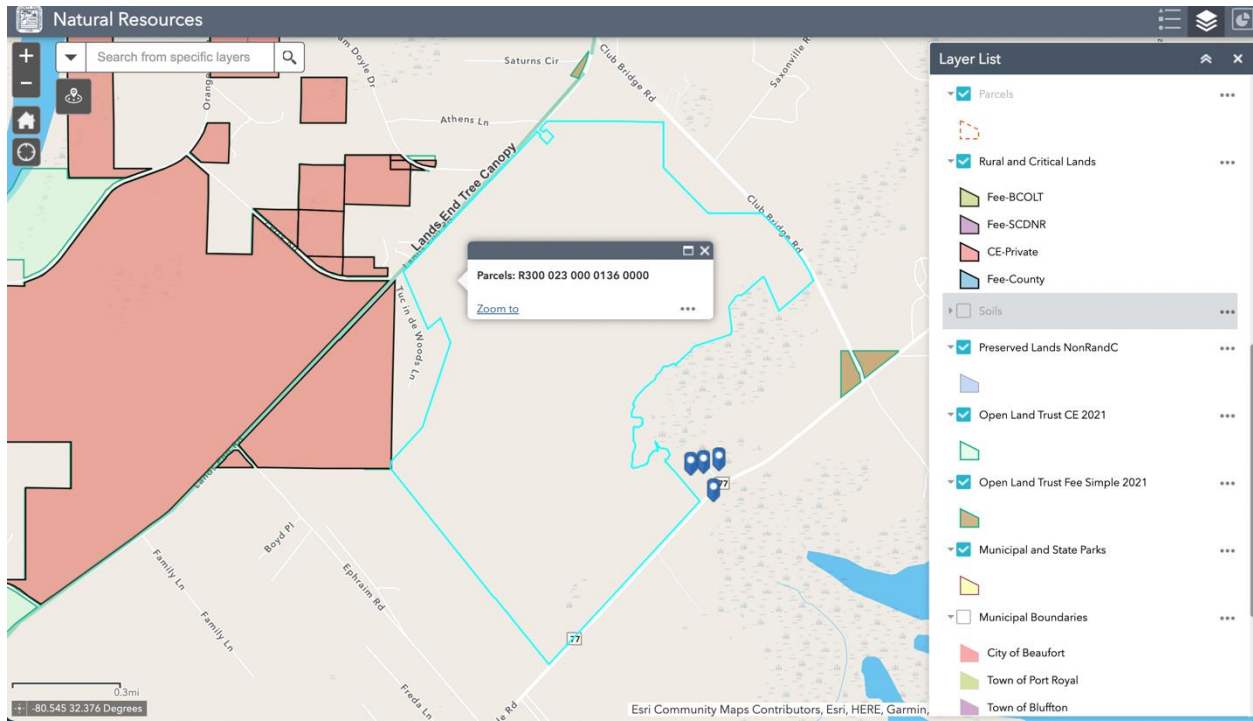 Natural Resources
+
Search from specific layers
−
Saturns Cir
Club Bridge Rd
Athens Ln
Lands End Tree Canopy
Club Bridge Rd
Parcels: R300 023 000 0136 0000
Zoom to
Tuc in de Woods Ln
77
Boyd Pl
Ephraim Rd
Family Ln
Family Ln
77
Freda Ln
0.3mi
-80.545 32.376 Degrees
Esri Community Maps Contributors, Esri, HERE, Garmin,
Layer List
Parcels
Rural and Critical Lands
Fee-BCOLT
Fee-SCDNR
CE-Private
Fee-County
Soils
Preserved Lands NonRandC
Open Land Trust CE 2021
Open Land Trust Fee Simple 2021
Municipal and State Parks
Municipal Boundaries
City of Beaufort
Town of Port Royal
Town of Bluffton